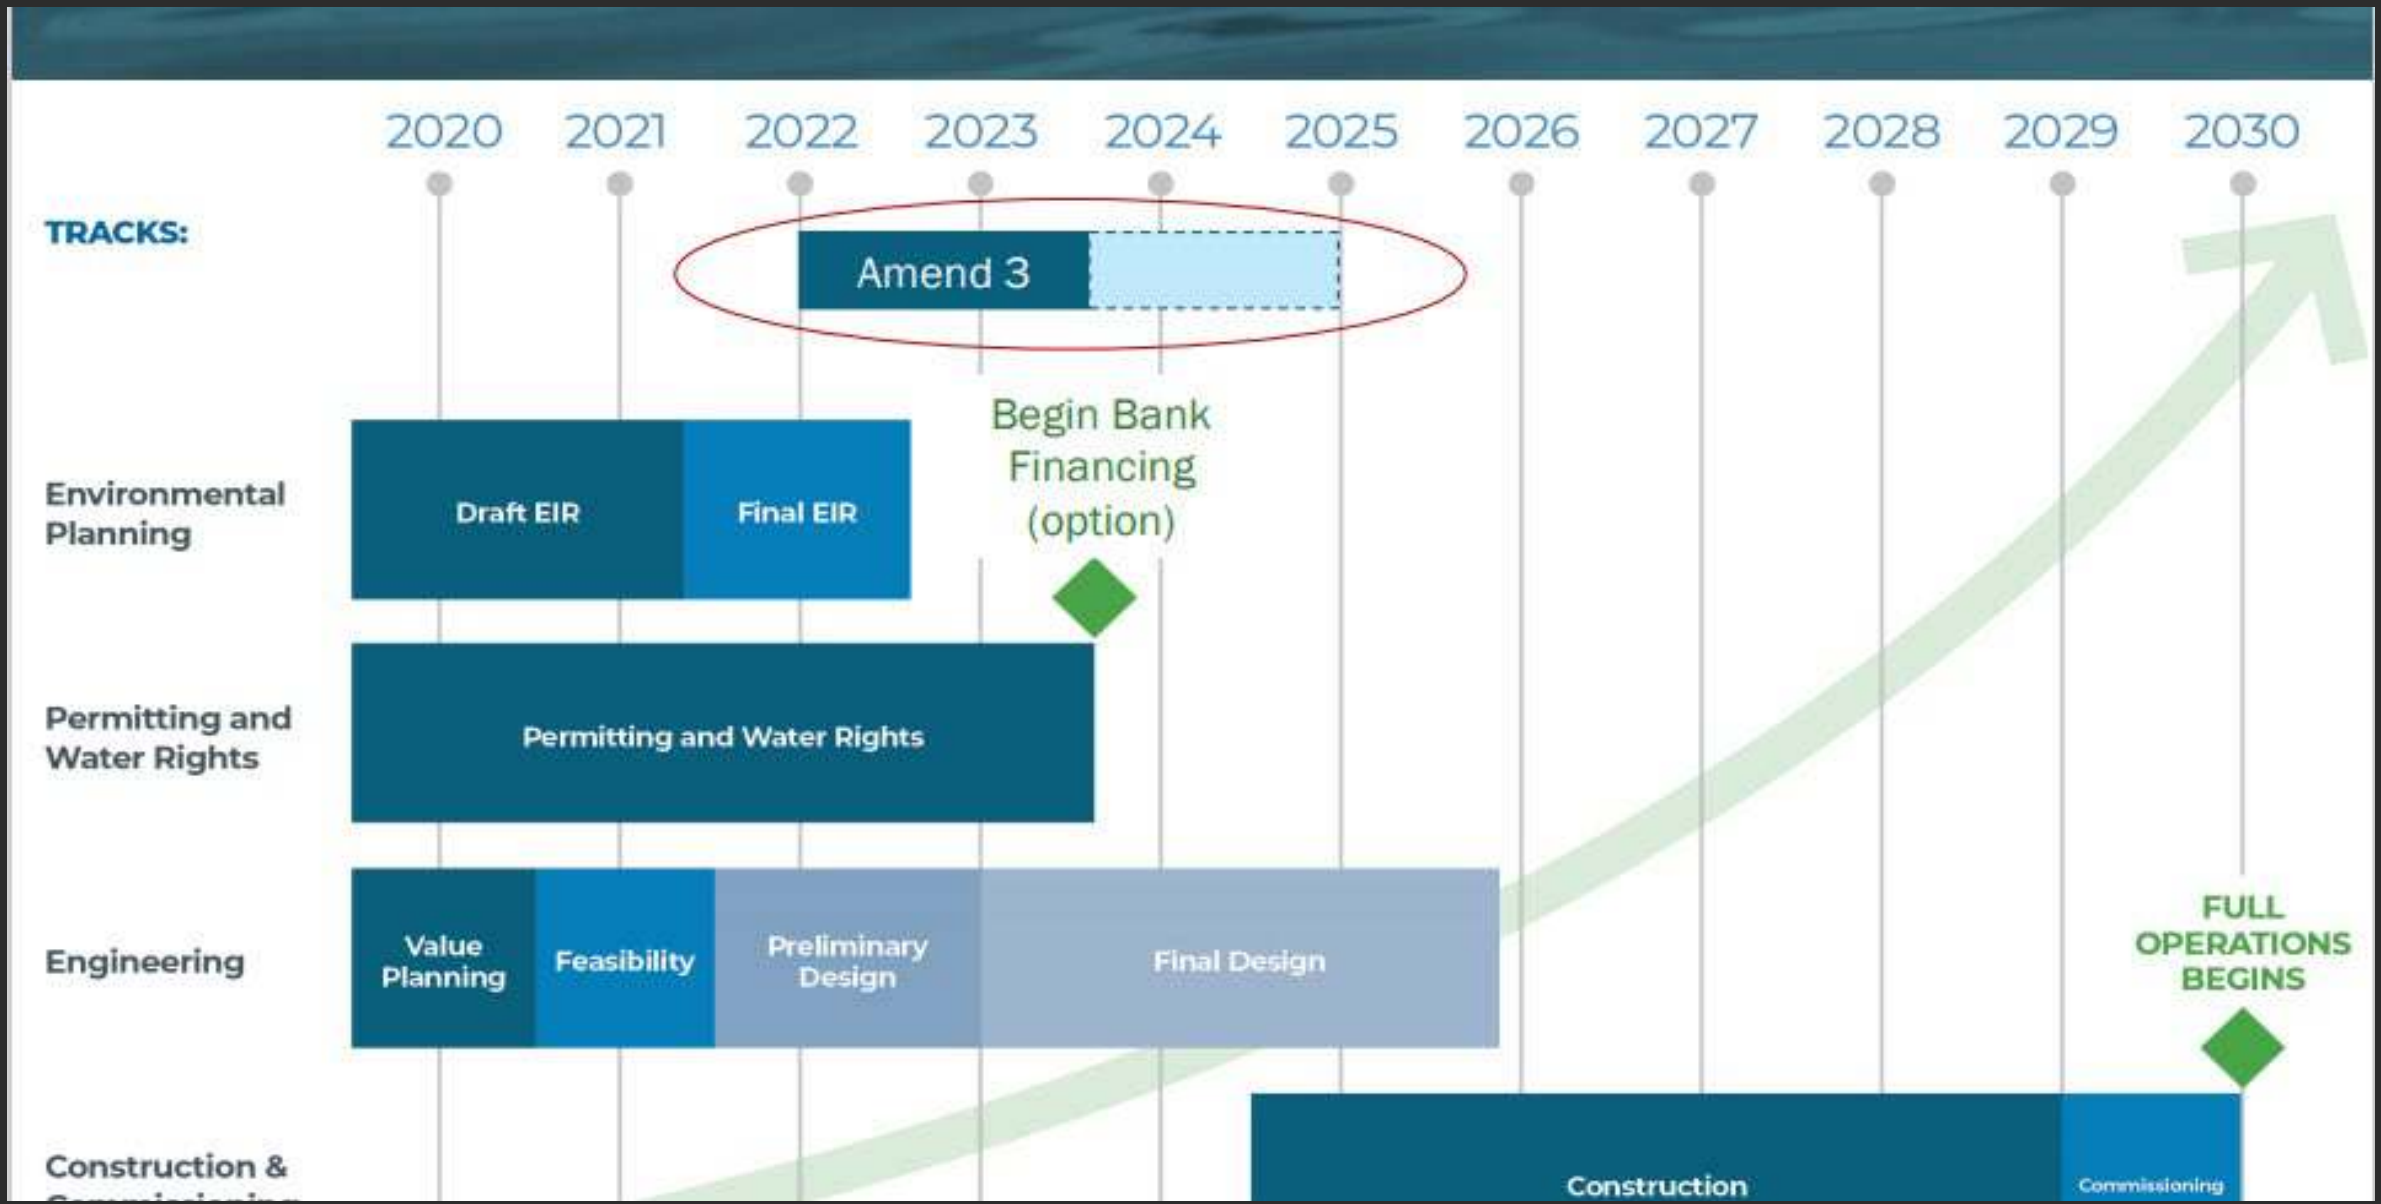 2020 2021 2022 2023 2024 2025 2026 2027 2028 2029 2030
TRACKS:
Amend 3
Begin Bank
Financing
(option)
Environmental
Planning
Draft EIR
Final EIR
Permitting and
Water Rights
Permitting and Water Rights
Engineering
Value
Planning
Feasibility
Preliminary
Design
Final Design
FULL
OPERATIONS
BEGINS
Construction &
Construction
Commissioning